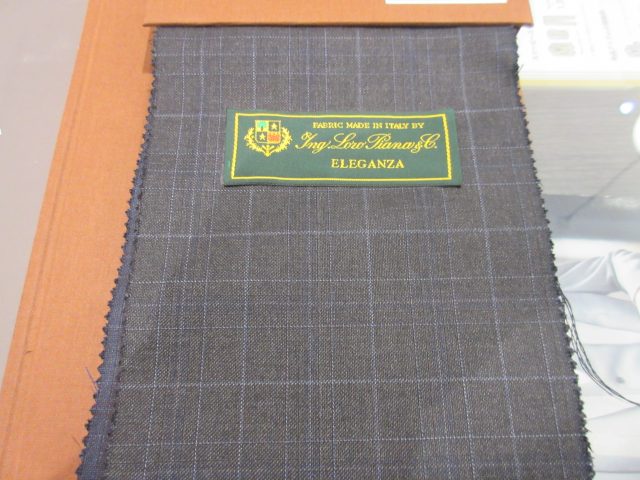 FABRIC MADE IN ITALY BY
Ing. Loro Piana & C.
ELEGANZA